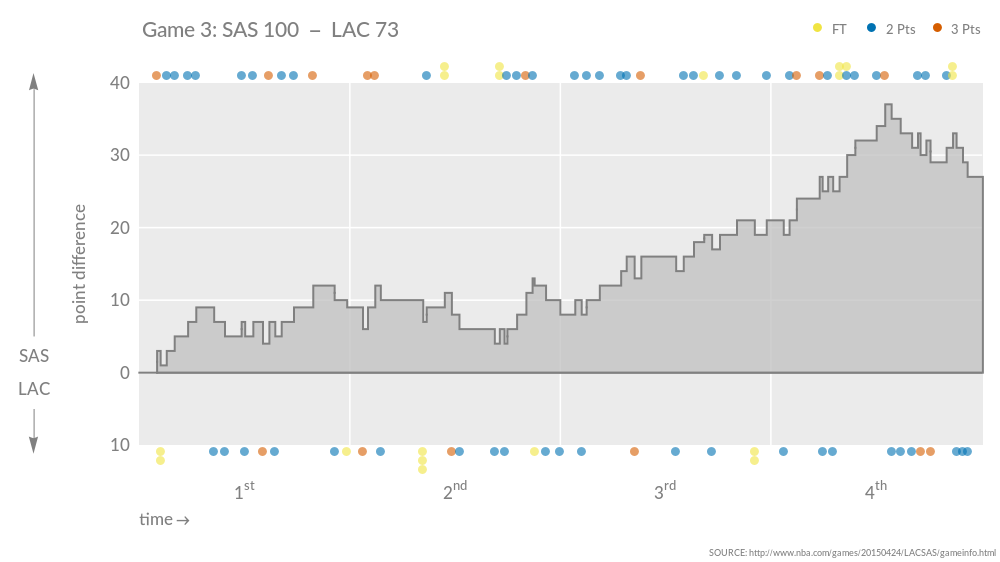 Game 3: SAS 100 – LAC 73
FT 2 Pts 3 Pts
40
30
20
10
0
10
point difference
SAS
LAC
1st 2nd 3rd 4th
time→
SOURCE: http://www.nba.com/games/20150424/LACSAS/gameinfo.html